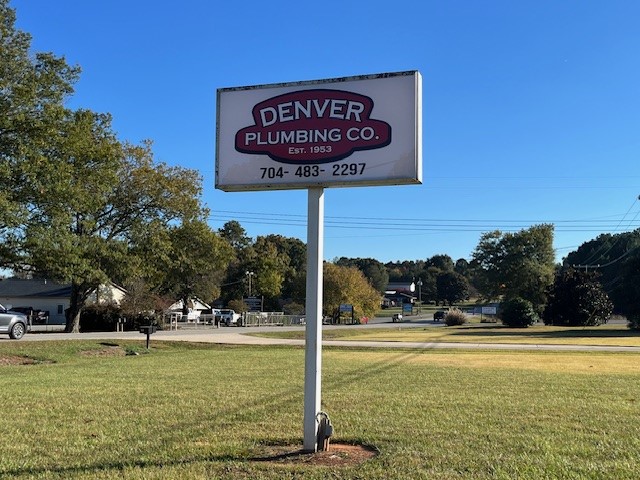 DENVER
PLUMBING CO.
EST. 1953
704- 483- 2297